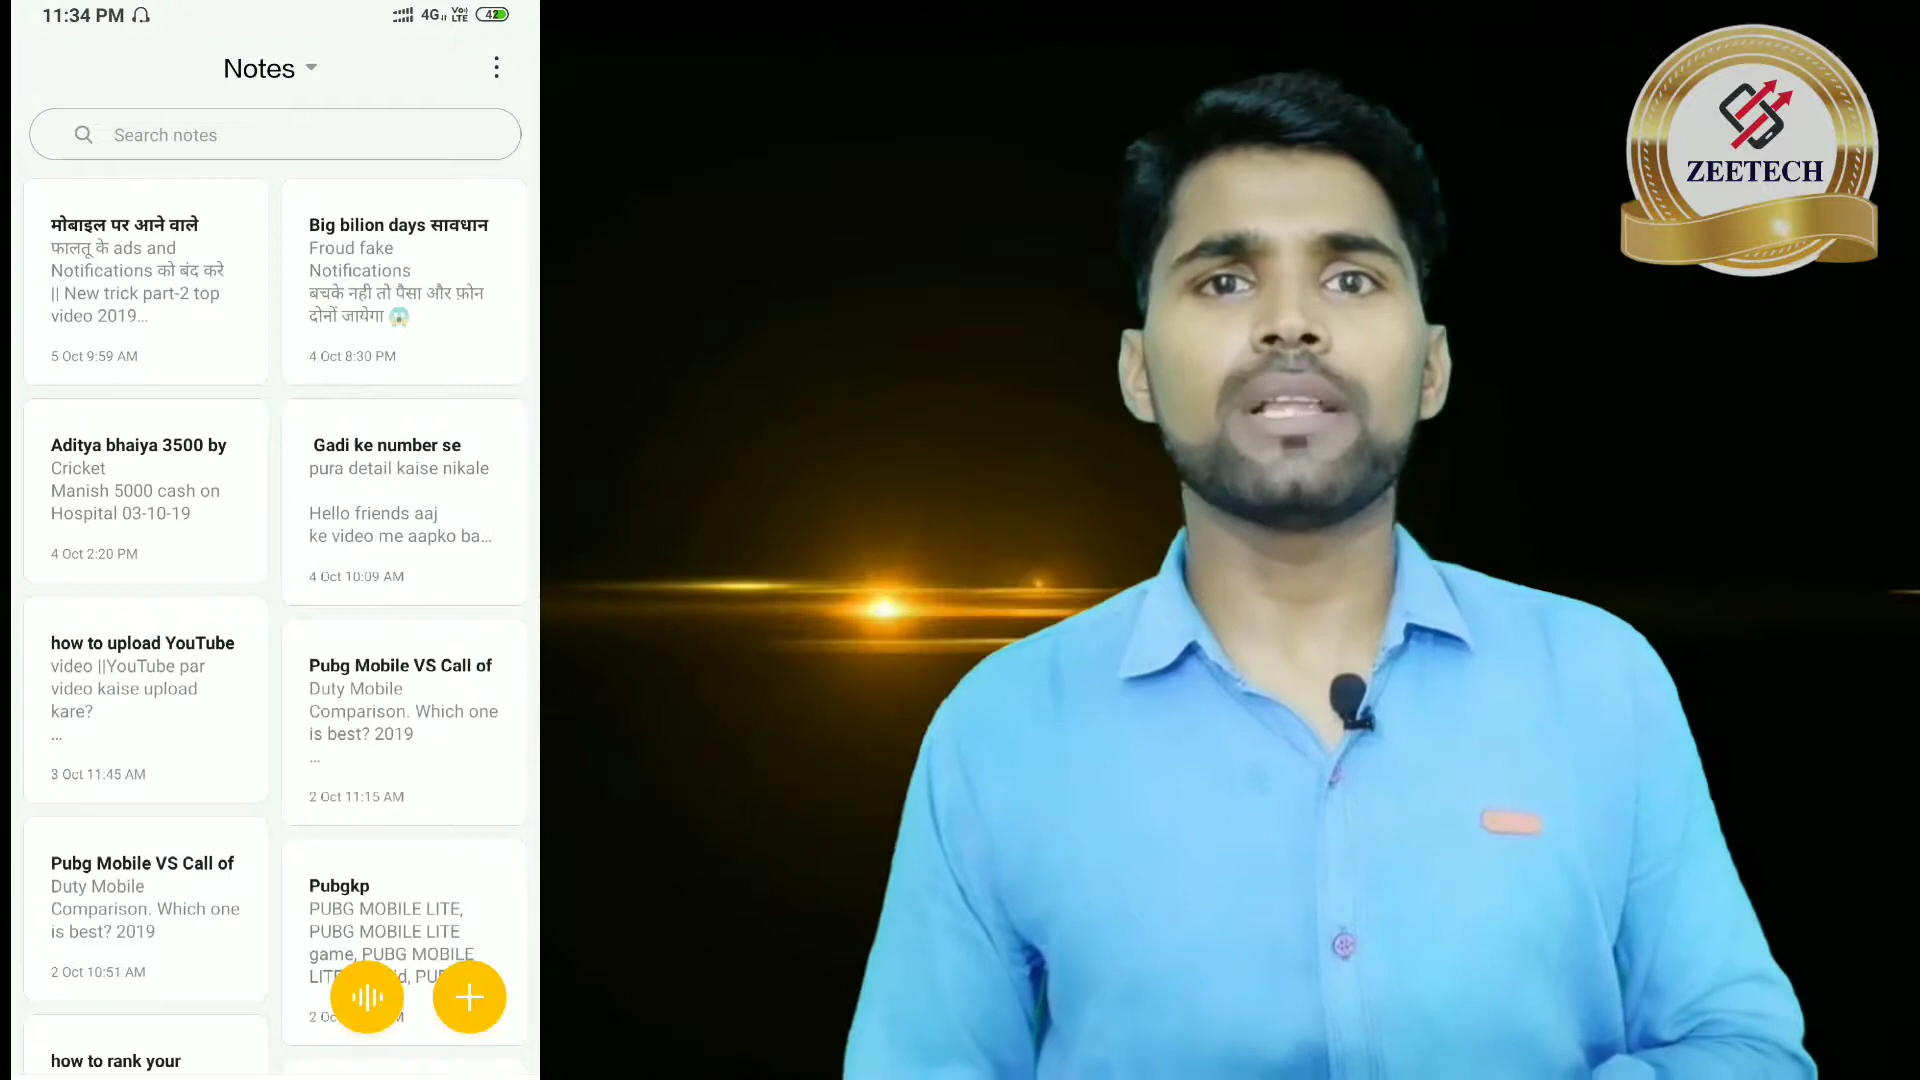 11:34 PM
4G
Vo))
LTE
42
Notes
Search notes
मोबाइल पर आने वाले
फालतू के ads and
Notifications को बंद करे
|| New trick part-2 top
video 2019...
5 Oct 9:59 AM
Big bilion days सावधान
Froud fake
Notifications
बचके नही तो पैसा और फ़ोन
दोनों जायेगा 😱
4 Oct 8:30 PM
Aditya bhaiya 3500 by
Cricket
Manish 5000 cash on
Hospital 03-10-19
4 Oct 2:20 PM
Gadi ke number se
pura detail kaise nikale
Hello friends aaj
ke video me aapko ba...
4 Oct 10:09 AM
how to upload YouTube
video ||YouTube par
video kaise upload
kare?
...
3 Oct 11:45 AM
Pubg Mobile VS Call of
Duty Mobile
Comparison. Which one
is best? 2019
...
2 Oct 11:15 AM
Pubg Mobile VS Call of
Duty Mobile
Comparison. Which one
is best? 2019
2 Oct 10:51 AM
Pubgkp
PUBG MOBILE LITE,
PUBG MOBILE LITE
game, PUBG MOBILE
how to rank your
ZEETECH